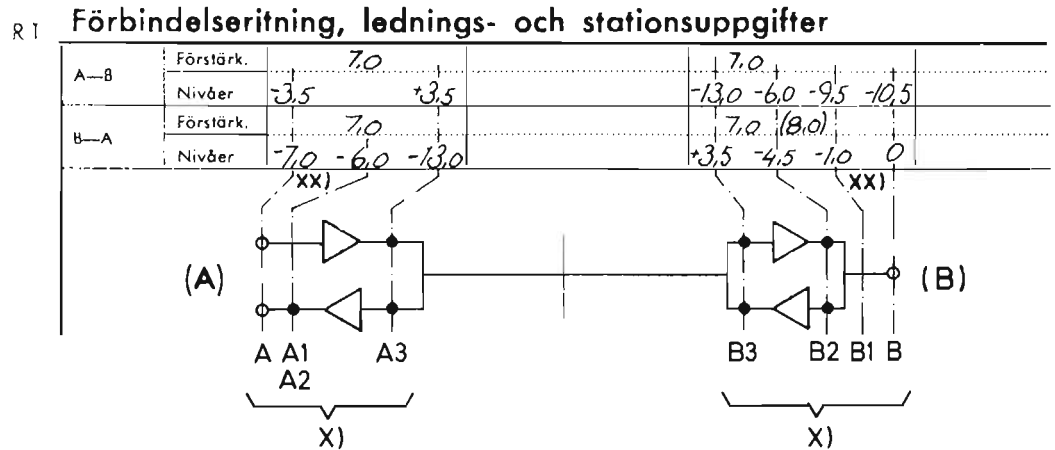 R 1 Förbindelseritning, lednings- och stationsuppgifter
A—B Förstärk. 7,0 7,0
Nivåer -3,5 +3,5 -13,0 -6,0 -9,5 -10,5
B—A Förstärk. 7,0 7,0 (8,0)
Nivåer -7,0 -6,0 -13,0 +3,5 -4,5 -1,0 0
XX) XX)
(A) (B)
A A1 A3 B3 B2 B1 B
A2
X) X)